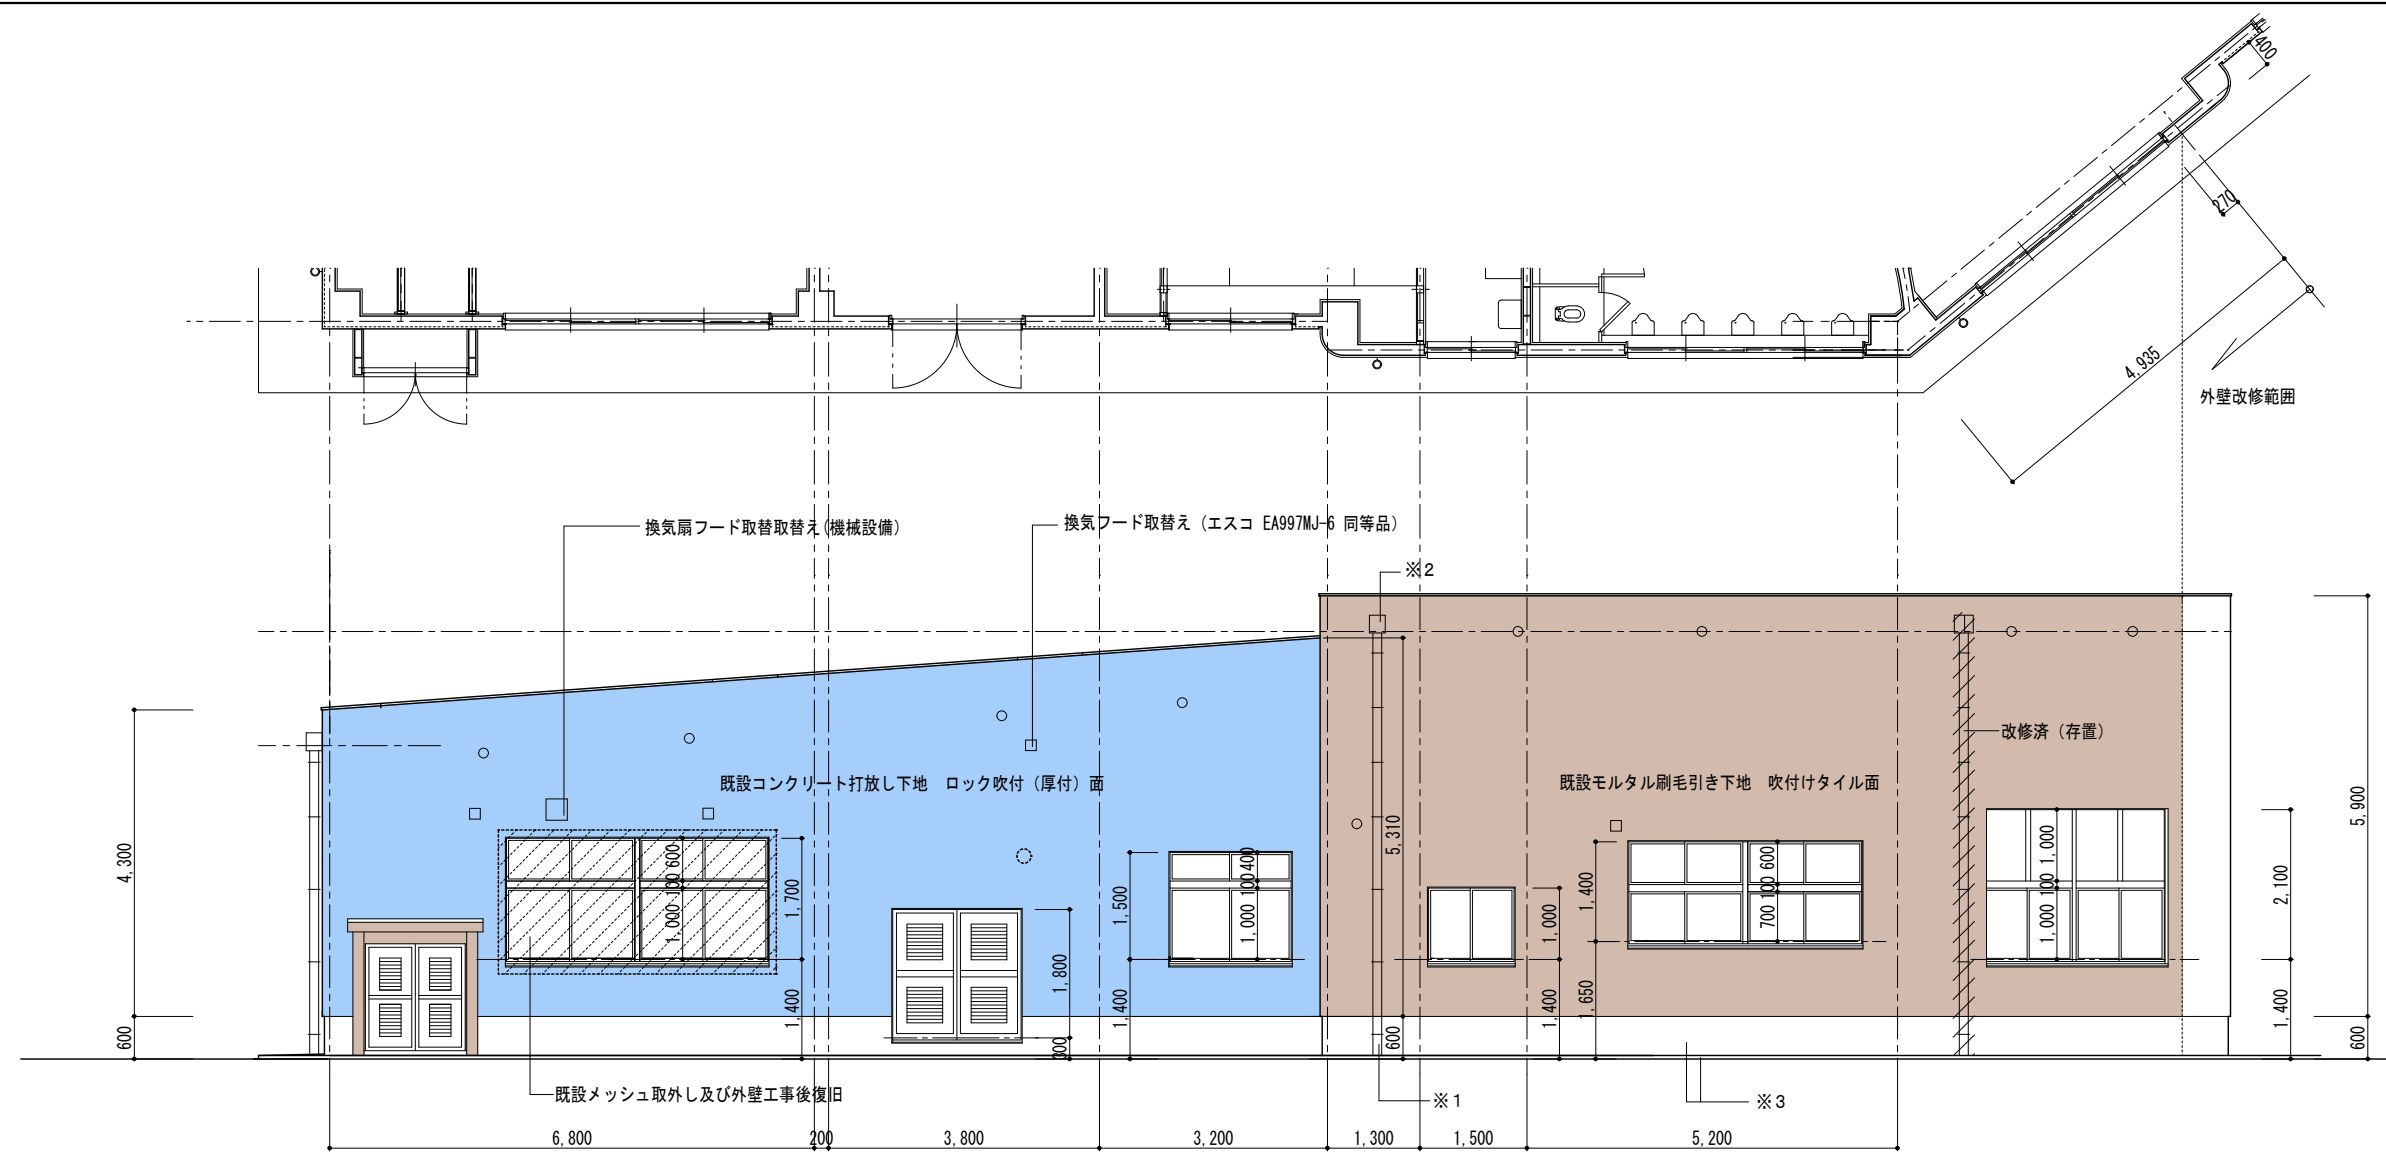 400
270
4,935
外壁改修範囲
換気扇フード取替取替え(機械設備)
換気フード取替え（エスコ EA997MJ-6 同等品）
※2
改修済（存置）
既設コンクリート打放し下地　ロック吹付（厚付）面
既設モルタル刷毛引き下地　吹付けタイル面
4,300
600
1,000 100 600
1,700
1,400
1,800
300
1,500
1,400
1,000 100 400
5,310
600
1,000
1,400
1,400
1,650
700 100 600
1,000 100 1,000
2,100
1,400
5,900
600
既設メッシュ取外し及び外壁工事後復旧
※1
※3
6,800
200
3,800
3,200
1,300
1,500
5,200